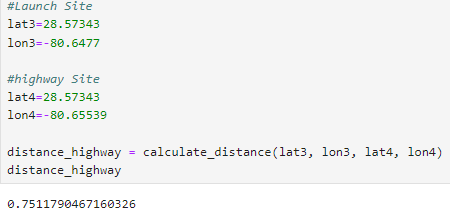 #Launch Site
lat3=28.57343
lon3=-80.6477
#highway Site
lat4=28.57343
lon4=-80.65539
distance_highway = calculate_distance(lat3, lon3, lat4, lon4)
distance_highway
0.7511790467160326